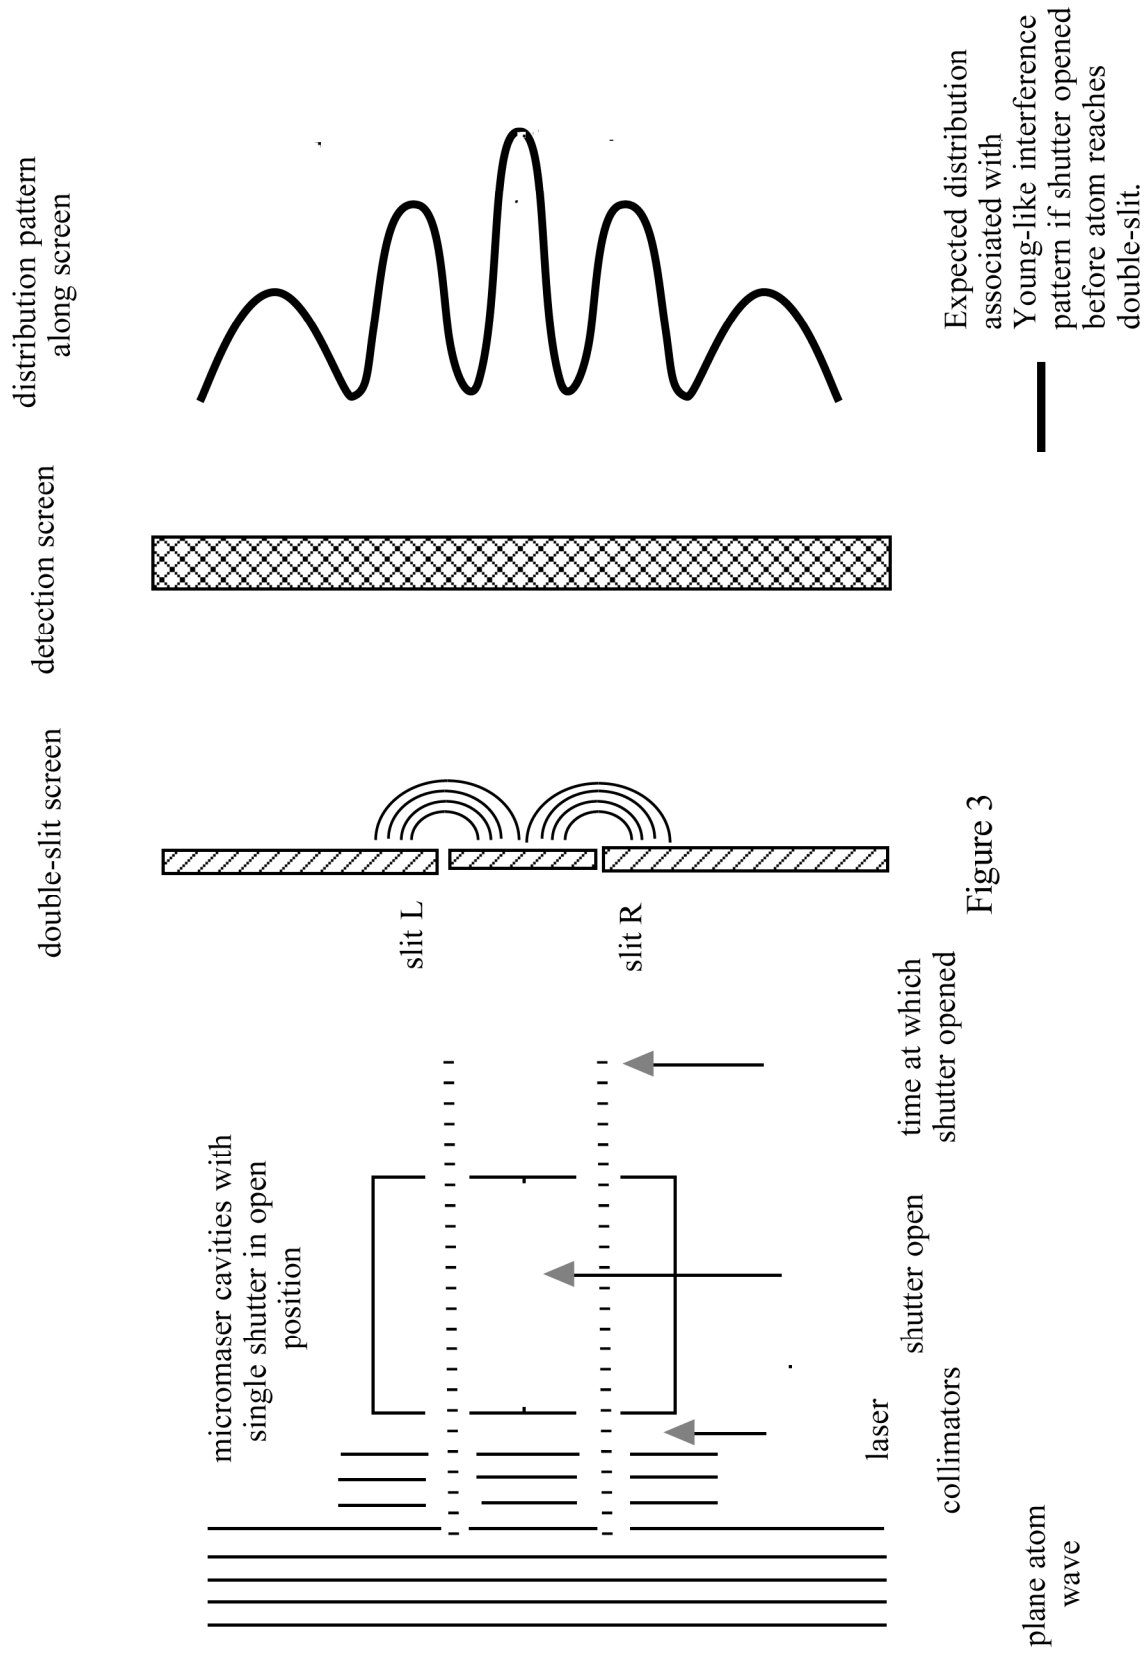 plane atom
wave
collimators
laser
micromaser cavities with
single shutter in open
position
shutter open
time at which
shutter opened
slit L
slit R
double-slit screen
detection screen
distribution pattern
along screen
Expected distribution
associated with
Young-like interference
pattern if shutter opened
before atom reaches
double-slit.
Figure 3